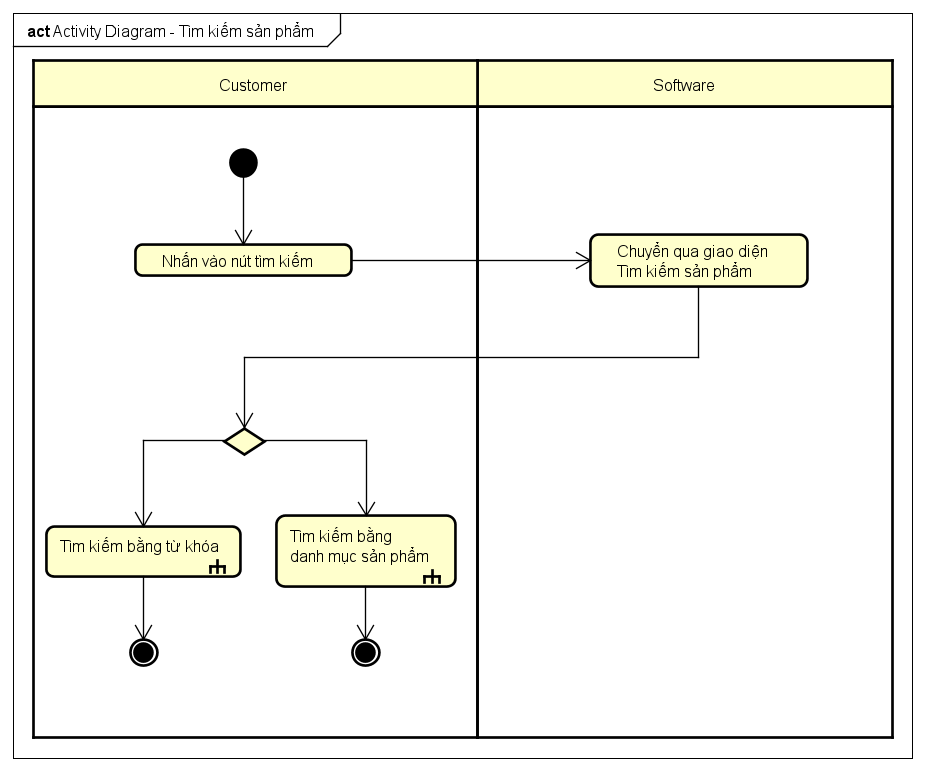 act Activity Diagram - Tìm kiếm sản phẩm
Customer
Software
Nhấn vào nút tìm kiếm
Chuyển qua giao diện
Tìm kiếm sản phẩm
Tìm kiếm bằng từ khóa
Tìm kiếm bằng
danh mục sản phẩm